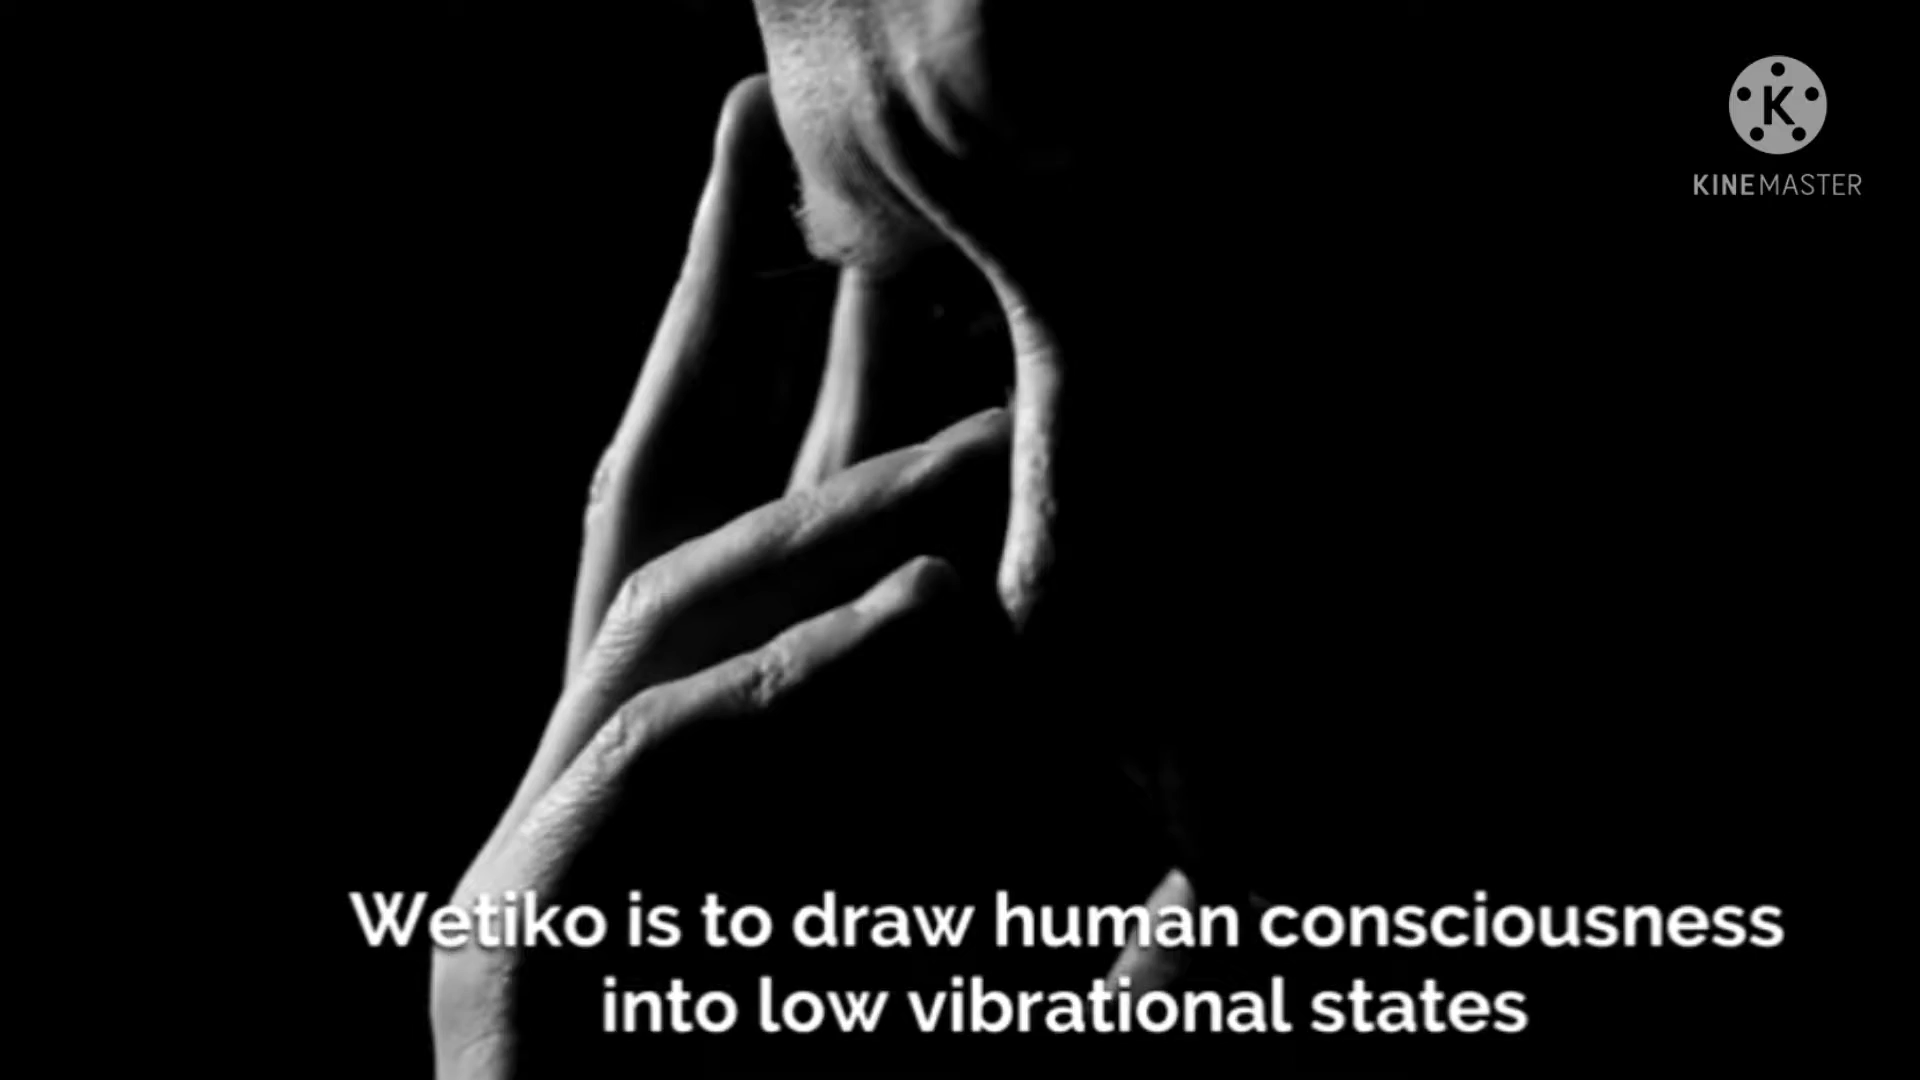 KINEMASTER
Wetiko is to draw human consciousness
into low vibrational states